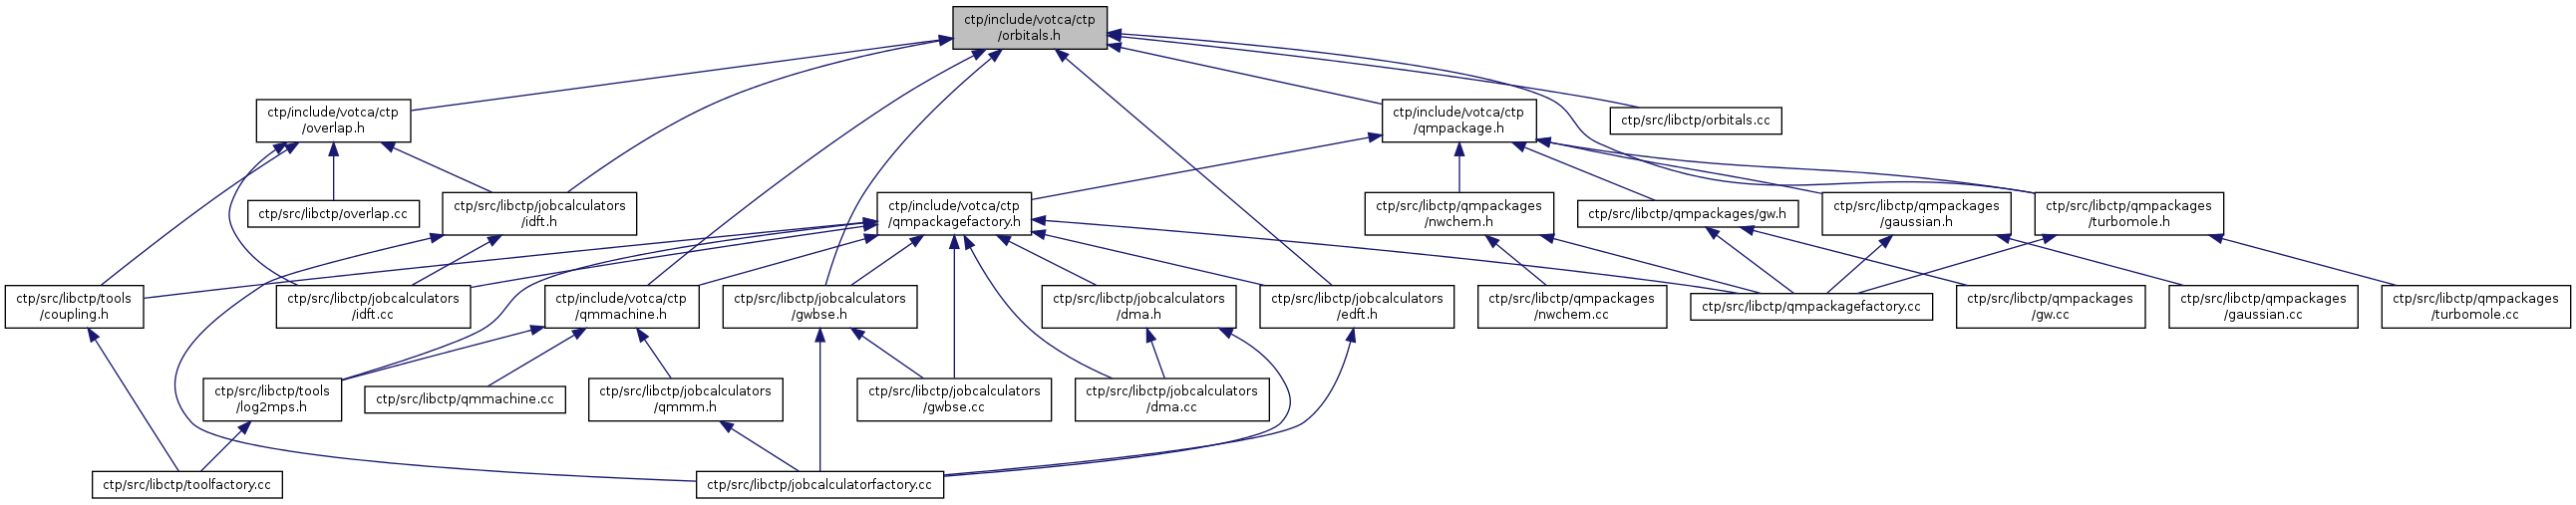 ctp/include/votca/ctp
/orbitals.h
ctp/include/votca/ctp
/overlap.h
ctp/include/votca/ctp
/qmpackage.h
ctp/src/libctp/orbitals.cc
ctp/src/libctp/overlap.cc
ctp/src/libctp/jobcalculators
/idft.h
ctp/include/votca/ctp
/qmpackagefactory.h
ctp/src/libctp/qmpackages
/nwchem.h
ctp/src/libctp/qmpackages/gw.h
ctp/src/libctp/qmpackages
/gaussian.h
ctp/src/libctp/qmpackages
/turbomole.h
ctp/src/libctp/tools
/coupling.h
ctp/src/libctp/jobcalculators
/idft.cc
ctp/include/votca/ctp
/qmmachine.h
ctp/src/libctp/jobcalculators
/gwbse.h
ctp/src/libctp/jobcalculators
/dma.h
ctp/src/libctp/jobcalculators
/edft.h
ctp/src/libctp/qmpackages
/nwchem.cc
ctp/src/libctp/qmpackagefactory.cc
ctp/src/libctp/qmpackages
/gw.cc
ctp/src/libctp/qmpackages
/gaussian.cc
ctp/src/libctp/qmpackages
/turbomole.cc
ctp/src/libctp/tools
/log2mps.h
ctp/src/libctp/qmmachine.cc
ctp/src/libctp/jobcalculators
/qmmm.h
ctp/src/libctp/jobcalculators
/gwbse.cc
ctp/src/libctp/jobcalculators
/dma.cc
ctp/src/libctp/toolfactory.cc
ctp/src/libctp/jobcalculatorfactory.cc